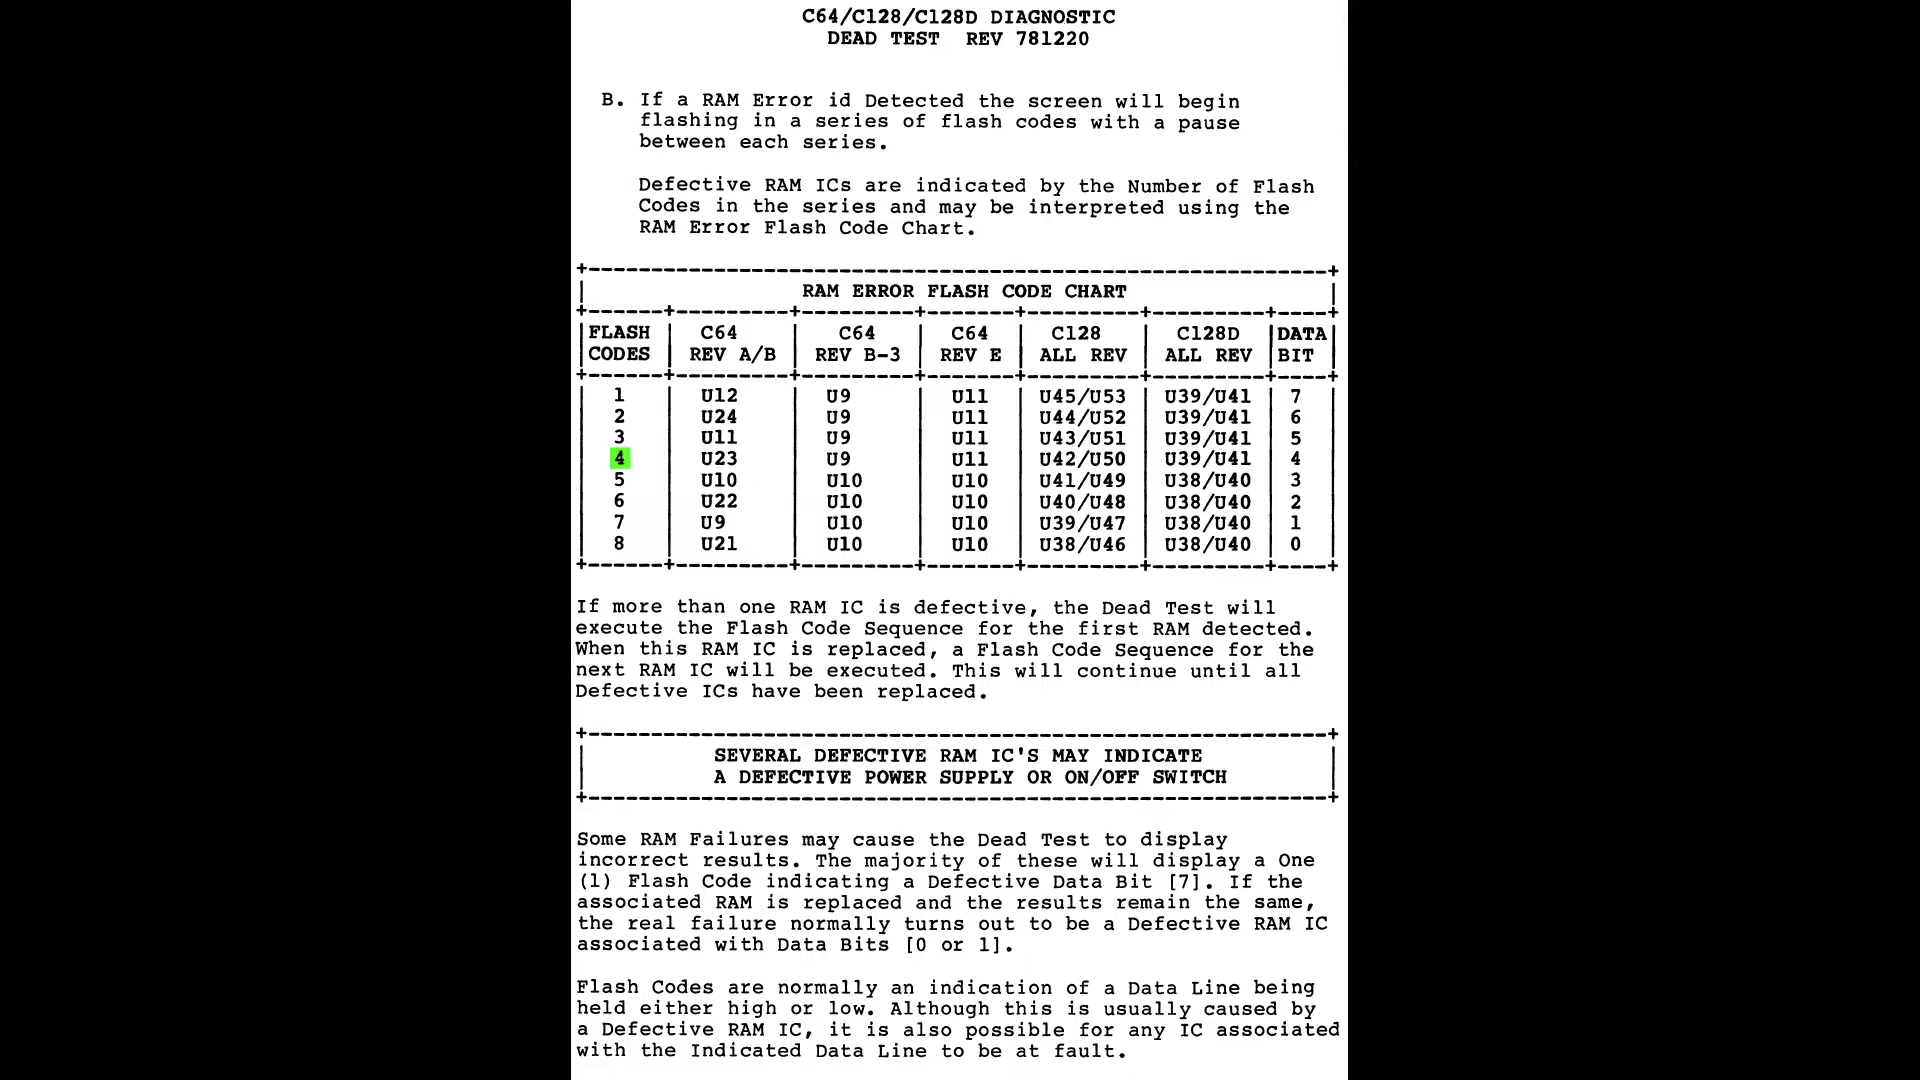 C64/C128/C128D DIAGNOSTIC
DEAD TEST REV 781220
B. If a RAM Error id Detected the screen will begin
flashing in a series of flash codes with a pause
between each series.
Defective RAM ICs are indicated by the Number of Flash
Codes in the series and may be interpreted using the
RAM Error Flash Code Chart.
RAM ERROR FLASH CODE CHART
FLASH CODES | C64 REV A/B | C64 REV B-3 | C64 REV E | C128 ALL REV | C128D ALL REV | DATA BIT
1 | U12 | U9 | U11 | U45/U53 | U39/U41 | 7
2 | U24 | U9 | U11 | U44/U52 | U39/U41 | 6
3 | U11 | U9 | U11 | U43/U51 | U39/U41 | 5
4 | U23 | U9 | U11 | U42/U50 | U39/U41 | 4
5 | U10 | U10 | U10 | U41/U49 | U38/U40 | 3
6 | U22 | U10 | U10 | U40/U48 | U38/U40 | 2
7 | U9 | U10 | U10 | U39/U47 | U38/U40 | 1
8 | U21 | U10 | U10 | U38/U46 | U38/U40 | 0
If more than one RAM IC is defective, the Dead Test will
execute the Flash Code Sequence for the first RAM detected.
When this RAM IC is replaced, a Flash Code Sequence for the
next RAM IC will be executed. This will continue until all
Defective ICs have been replaced.
SEVERAL DEFECTIVE RAM IC'S MAY INDICATE
A DEFECTIVE POWER SUPPLY OR ON/OFF SWITCH
Some RAM Failures may cause the Dead Test to display
incorrect results. The majority of these will display a One
(1) Flash Code indicating a Defective Data Bit [7]. If the
associated RAM is replaced and the results remain the same,
the real failure normally turns out to be a Defective RAM IC
associated with Data Bits [0 or 1].
Flash Codes are normally an indication of a Data Line being
held either high or low. Although this is usually caused by
a Defective RAM IC, it is also possible for any IC associated
with the Indicated Data Line to be at fault.